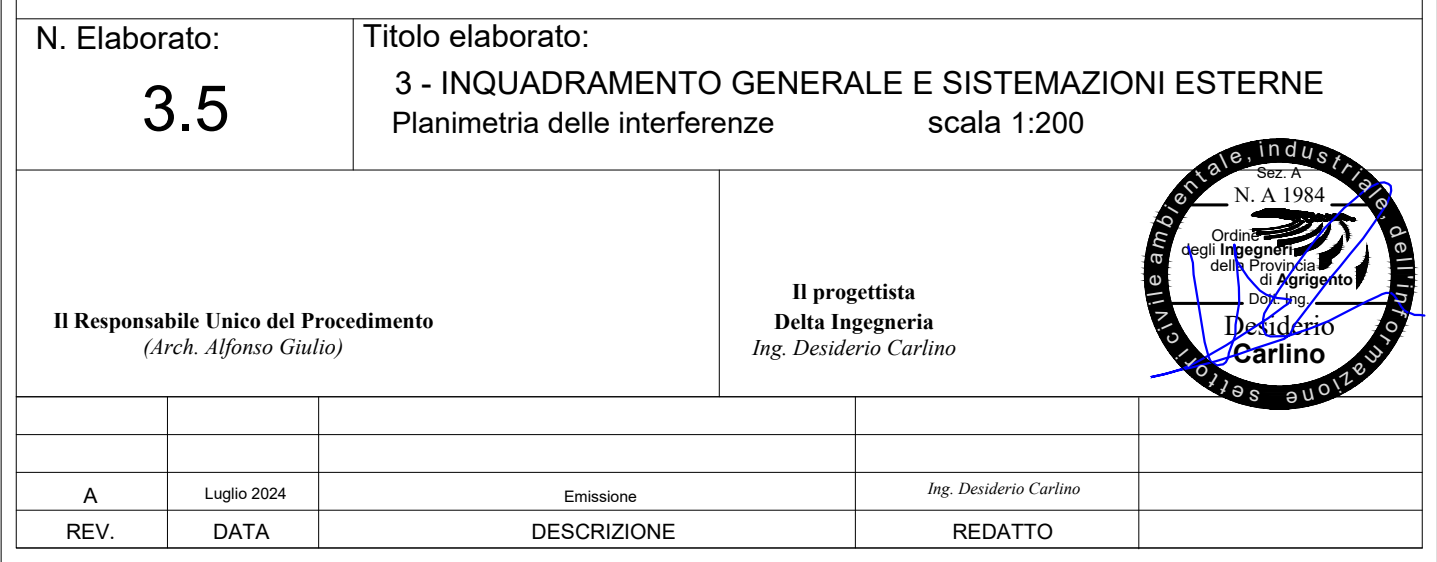 N. Elaborato:
3.5
Titolo elaborato:
3 - INQUADRAMENTO GENERALE E SISTEMAZIONI ESTERNE
Planimetria delle interferenze scala 1:200
Il Responsabile Unico del Procedimento
(Arch. Alfonso Giulio)
Il progettista
Delta Ingegneria
Ing. Desiderio Carlino
settori civile ambientale, industriale, dell'informazione
Sez. A
N. A 1984
Ordine
degli Ingegneri
della Provincia
di Agrigento
Dott. Ing.
Desiderio
Carlino
A Luglio 2024 Emissione Ing. Desiderio Carlino
REV. DATA DESCRIZIONE REDATTO